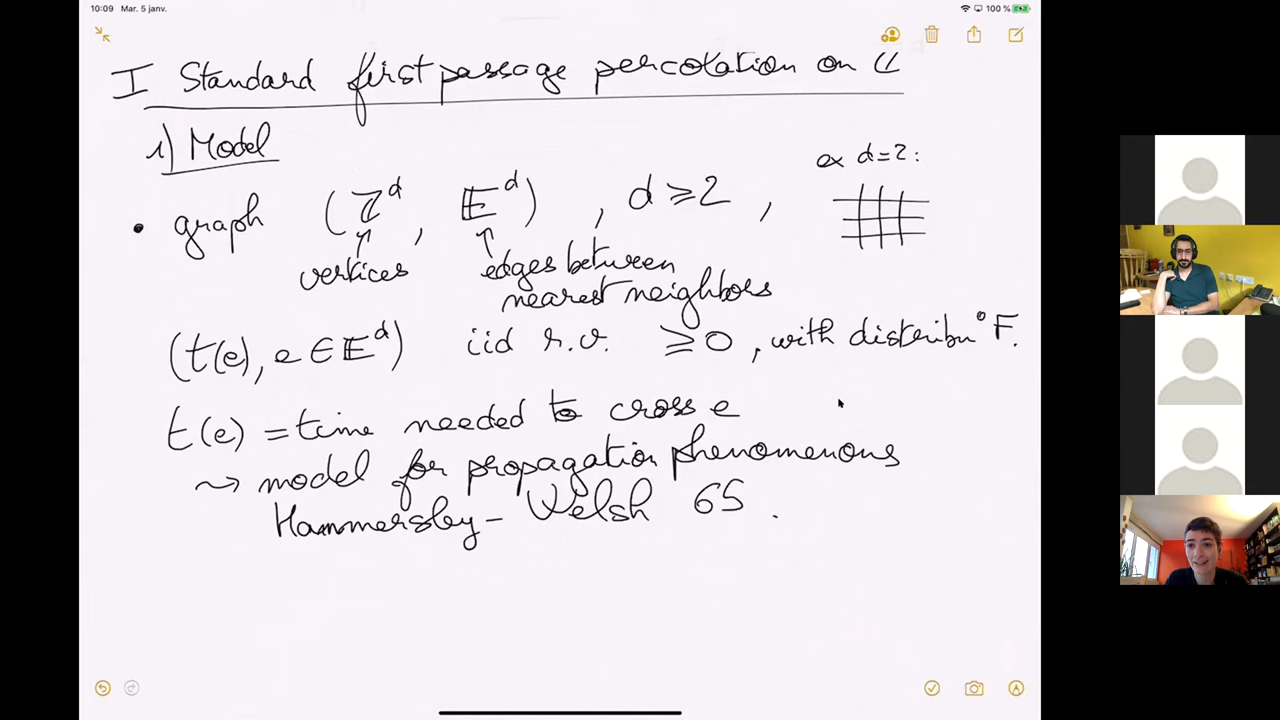 10:09 Mar. 5 janv. 100 %
I Standard first passage percolation on
1) Model
ex d=2:
• graph (ℤ^d, 𝔼^d), d ⩾ 2,
↑ ↑
vertices edges between
nearest neighbors
(t(e), e ∈ 𝔼^d) iid r.v. ⩾0, with distribu° F.
t(e) = time needed to cross e
⇝ model for propagation phenomenons
Hammersley - Welsh 65.